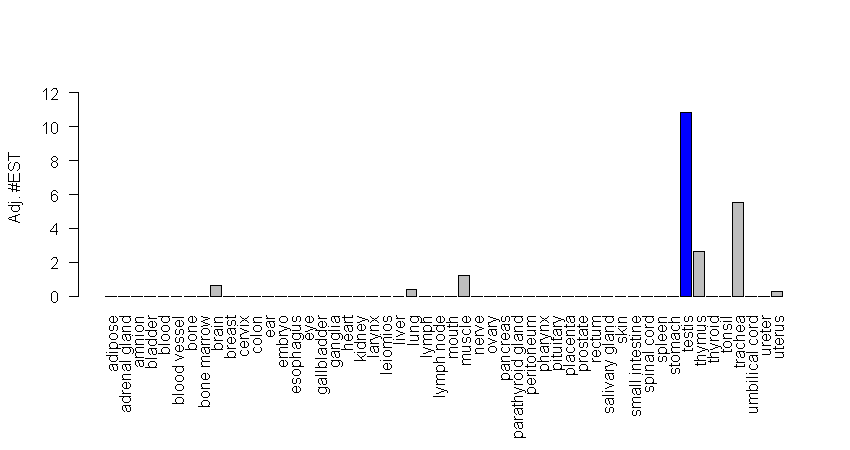 12
10
8
6
4
2
0
Adj. #EST
adipose
adrenal gland
amnion
bladder
blood
blood vessel
bone
bone marrow
brain
breast
cervix
colon
ear
embryo
esophagus
eye
gallbladder
ganglia
heart
kidney
larynx
leiomios
liver
lung
lymph
lymph node
mouth
muscle
nerve
ovary
pancreas
parathyroid gland
peritoneum
pharynx
pituitary
placenta
prostate
rectum
salivary gland
skin
small intestine
spinal cord
spleen
stomach
testis
thymus
thyroid
tonsil
trachea
umbilical cord
ureter
uterus